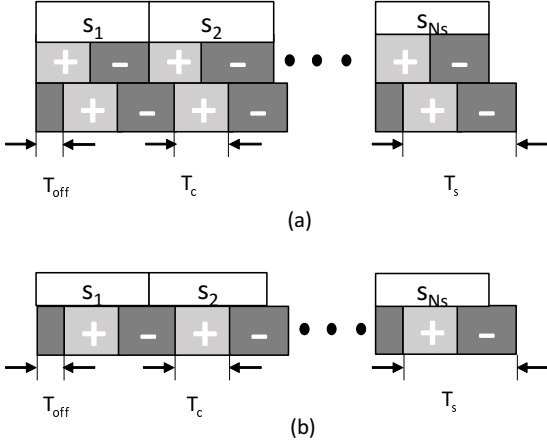 s1 s2 sNs
+ - + - + -
+ - + - + -
Toff Tc Ts
(a)
s1 s2 sNs
+ - + - + -
Toff Tc Ts
(b)